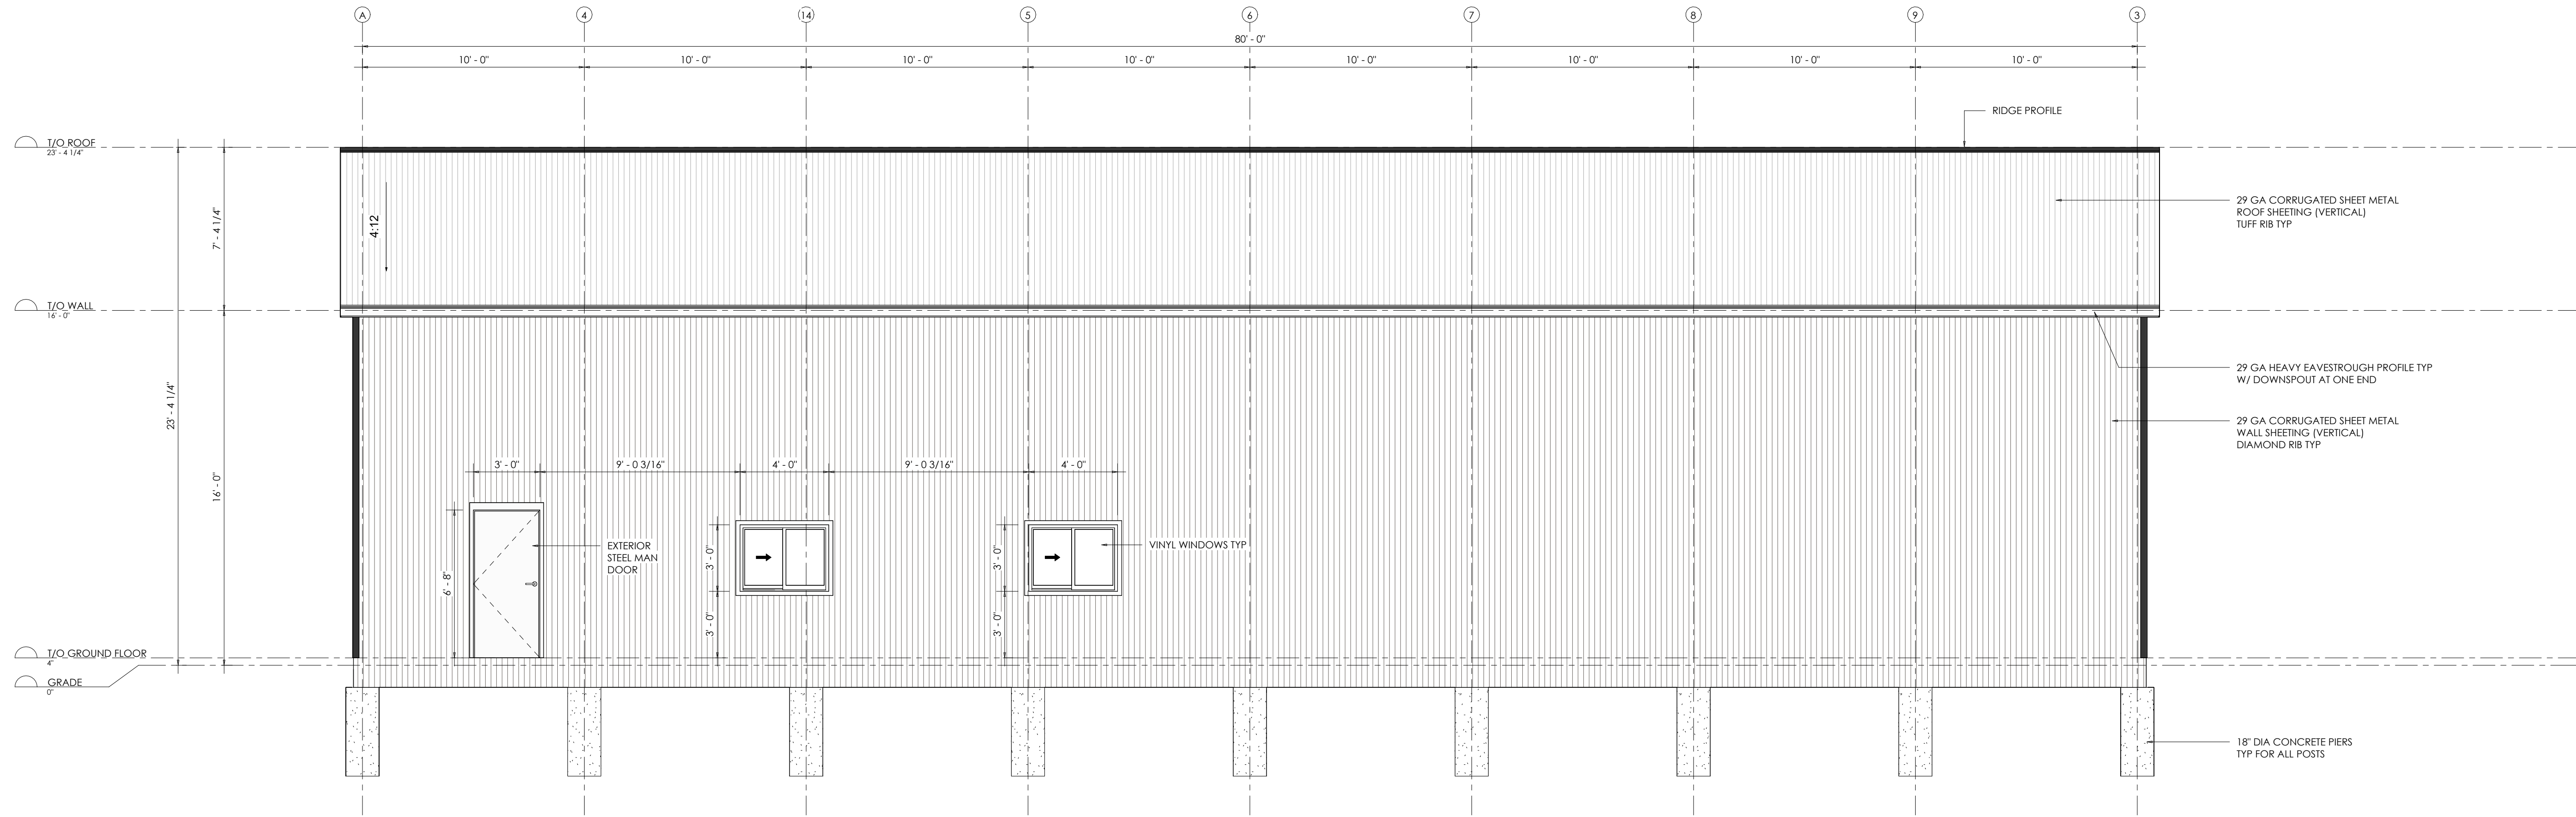 A 4 14 5 6 7 8 9 3
80' - 0"
10' - 0" 10' - 0" 10' - 0" 10' - 0" 10' - 0" 10' - 0" 10' - 0" 10' - 0"
RIDGE PROFILE
T/O ROOF
23' - 4 1/4"
7' - 4 1/4"
4:12
29 GA CORRUGATED SHEET METAL
ROOF SHEETING (VERTICAL)
TUFF RIB TYP
T/O WALL
16' - 0"
29 GA HEAVY EAVESTROUGH PROFILE TYP
W/ DOWNSPOUT AT ONE END
23' - 4 1/4"
16' - 0"
29 GA CORRUGATED SHEET METAL
WALL SHEETING (VERTICAL)
DIAMOND RIB TYP
3' - 0" 9' - 0 3/16" 4' - 0" 9' - 0 3/16" 4' - 0"
EXTERIOR
STEEL MAN
DOOR
VINYL WINDOWS TYP
6' - 8"
3' - 0"
3' - 0"
3' - 0"
3' - 0"
T/O GROUND FLOOR
4"
GRADE
0"
18" DIA CONCRETE PIERS
TYP FOR ALL POSTS